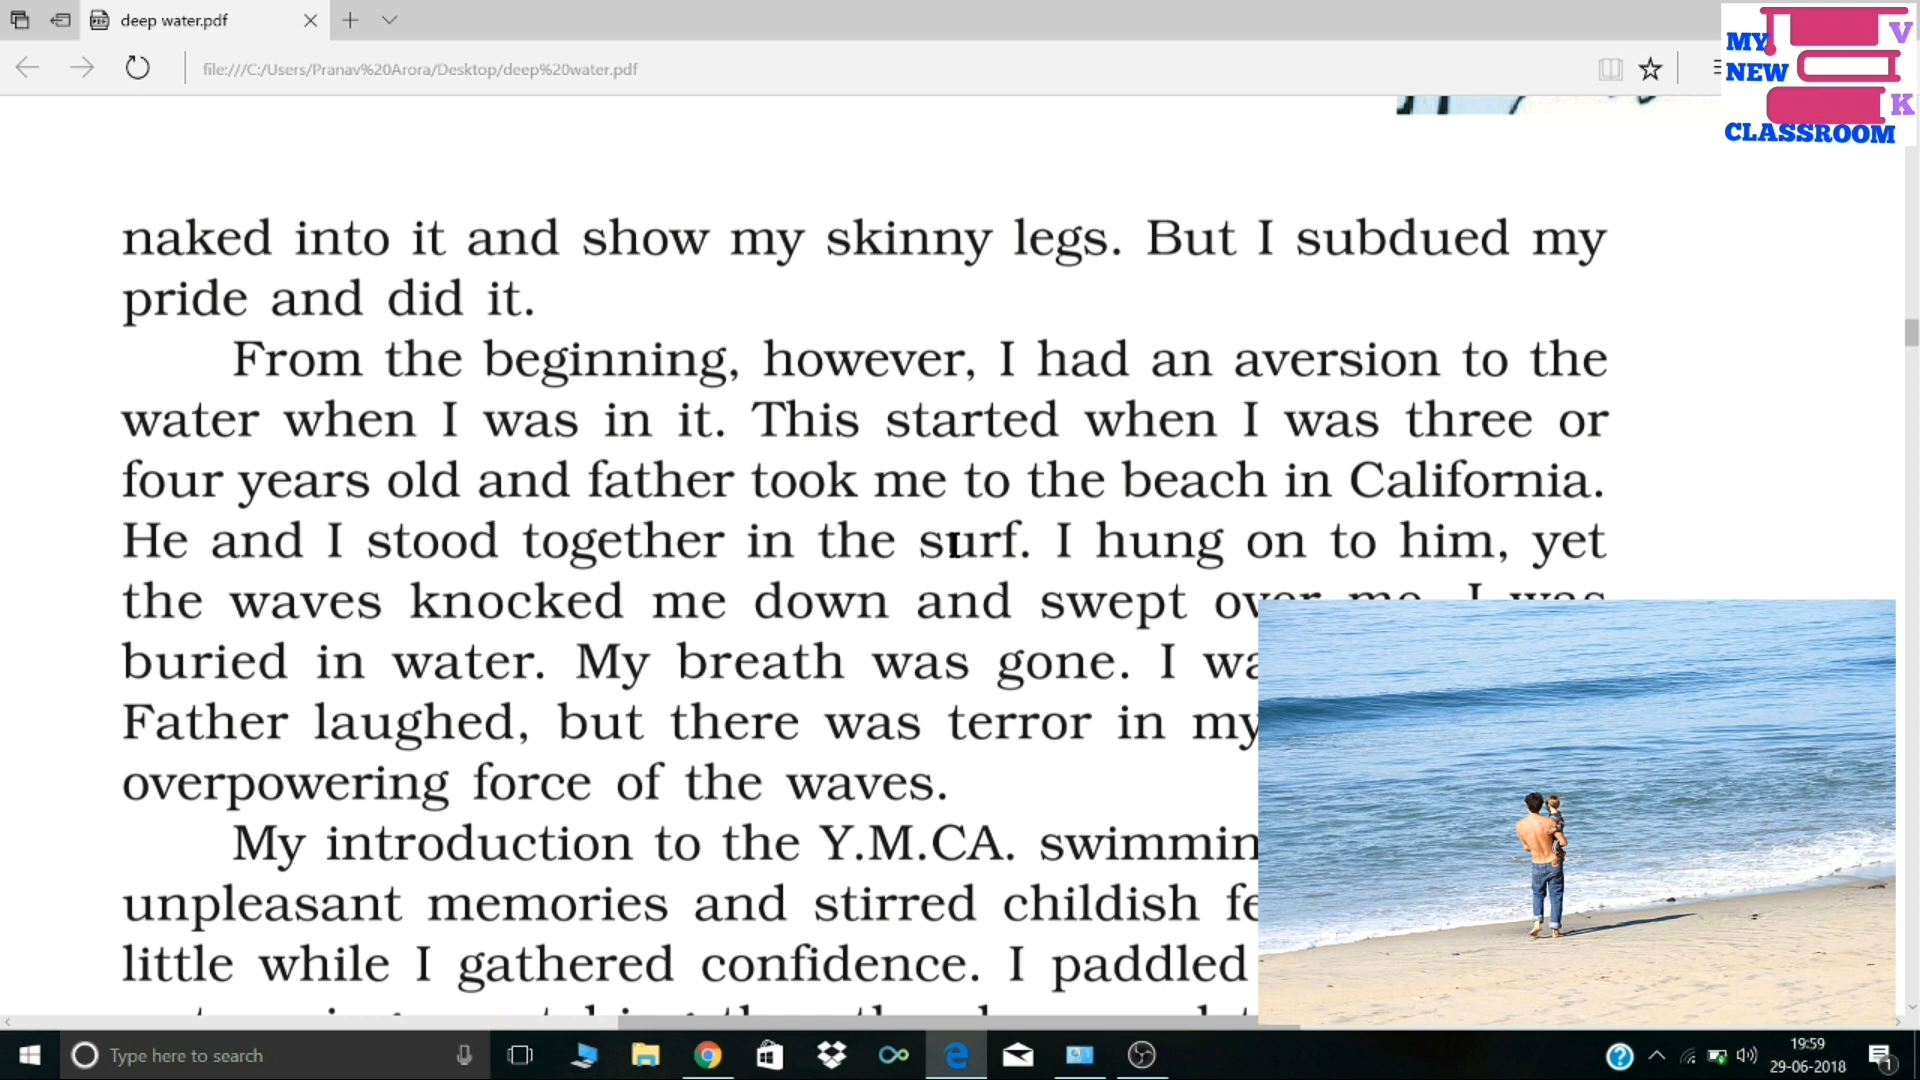 deep water.pdf
file:///C:/Users/Pranav%20Arora/Desktop/deep%20water.pdf
MY V
NEW
K
CLASSROOM
naked into it and show my skinny legs. But I subdued my
pride and did it.
From the beginning, however, I had an aversion to the
water when I was in it. This started when I was three or
four years old and father took me to the beach in California.
He and I stood together in the surf. I hung on to him, yet
the waves knocked me down and swept over me. I was
buried in water. My breath was gone. I
Father laughed, but there was terror in my
overpowering force of the waves.
My introduction to the Y.M.CA.
unpleasant memories and stirred childish
little while I gathered confidence. I paddled
Type here to search
19:59
29-06-2018
1